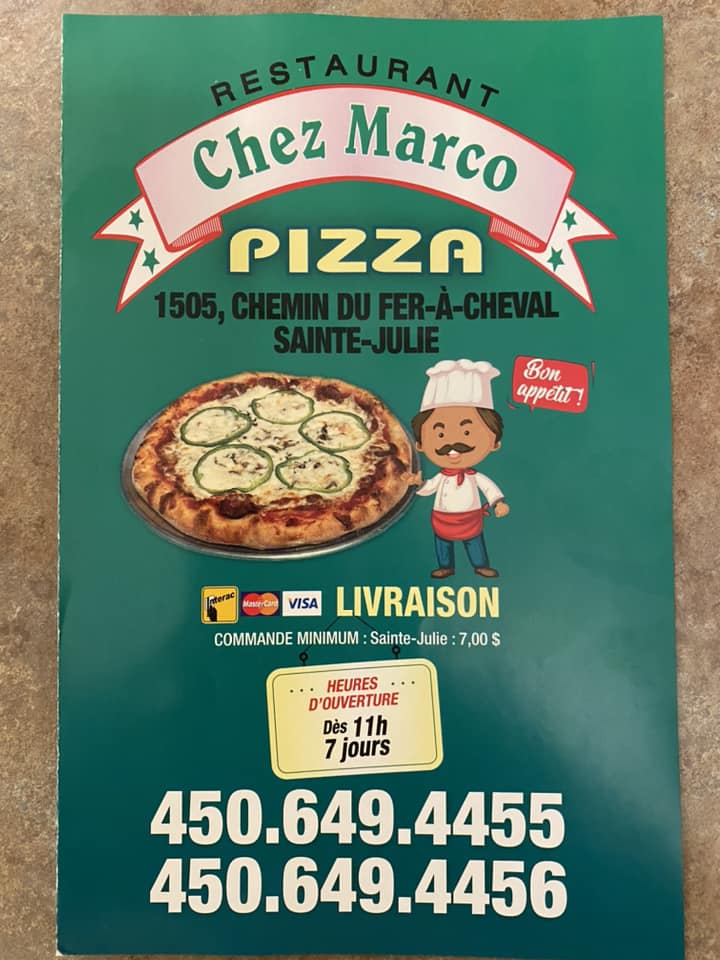 RESTAURANT
Chez Marco
PIZZA
1505, CHEMIN DU FER-À-CHEVAL
SAINTE-JULIE
Bon
appétit !
Interac MasterCard VISA LIVRAISON
COMMANDE MINIMUM : Sainte-Julie : 7,00 $
... HEURES ...
D'OUVERTURE
Dès 11h
7 jours
450.649.4455
450.649.4456